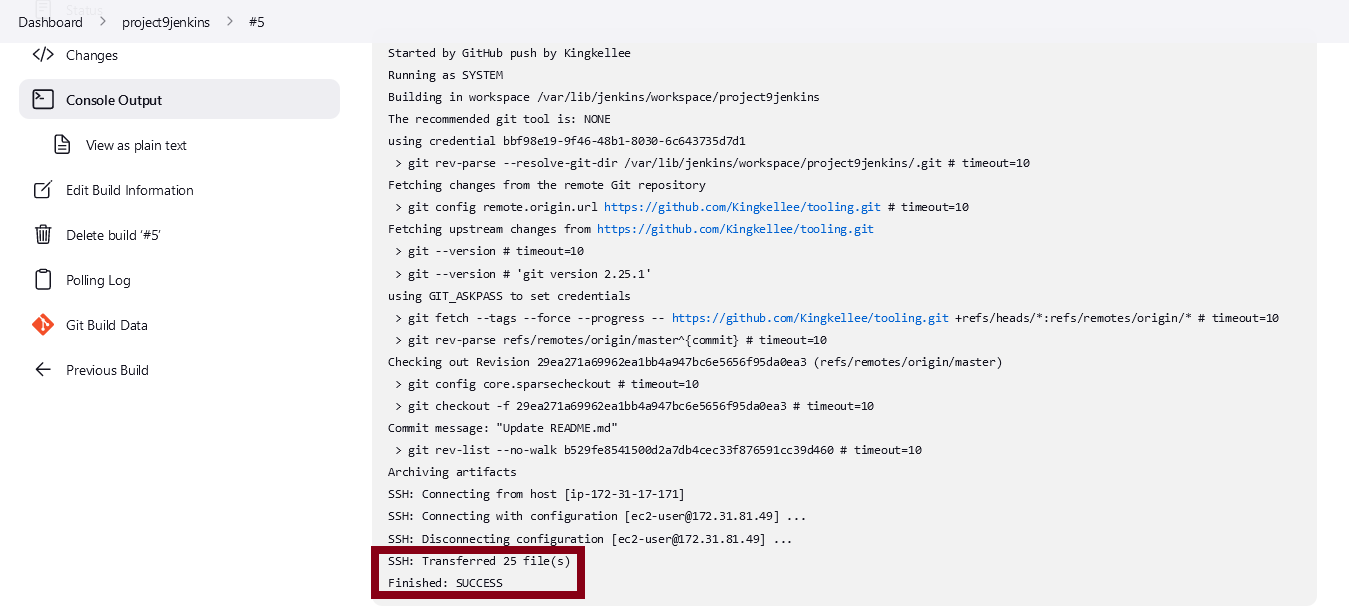 Status
Dashboard > project9jenkins > #5
Changes
Console Output
View as plain text
Edit Build Information
Delete build ‘#5’
Polling Log
Git Build Data
Previous Build
Started by GitHub push by Kingkellee
Running as SYSTEM
Building in workspace /var/lib/jenkins/workspace/project9jenkins
The recommended git tool is: NONE
using credential bbf98e19-9f46-48b1-8030-6c643735d7d1
> git rev-parse --resolve-git-dir /var/lib/jenkins/workspace/project9jenkins/.git # timeout=10
Fetching changes from the remote Git repository
> git config remote.origin.url https://github.com/Kingkellee/tooling.git # timeout=10
Fetching upstream changes from https://github.com/Kingkellee/tooling.git
> git --version # timeout=10
> git --version # 'git version 2.25.1'
using GIT_ASKPASS to set credentials
> git fetch --tags --force --progress -- https://github.com/Kingkellee/tooling.git +refs/heads/*:refs/remotes/origin/* # timeout=10
> git rev-parse refs/remotes/origin/master^{commit} # timeout=10
Checking out Revision 29ea271a69962ea1bb4a947bc6e5656f95da0ea3 (refs/remotes/origin/master)
> git config core.sparsecheckout # timeout=10
> git checkout -f 29ea271a69962ea1bb4a947bc6e5656f95da0ea3 # timeout=10
Commit message: "Update README.md"
> git rev-list --no-walk b529fe8541500d2a7db4cec33f876591cc39d460 # timeout=10
Archiving artifacts
SSH: Connecting from host [ip-172-31-17-171]
SSH: Connecting with configuration [ec2-user@172.31.81.49] ...
SSH: Disconnecting configuration [ec2-user@172.31.81.49] ...
SSH: Transferred 25 file(s)
Finished: SUCCESS